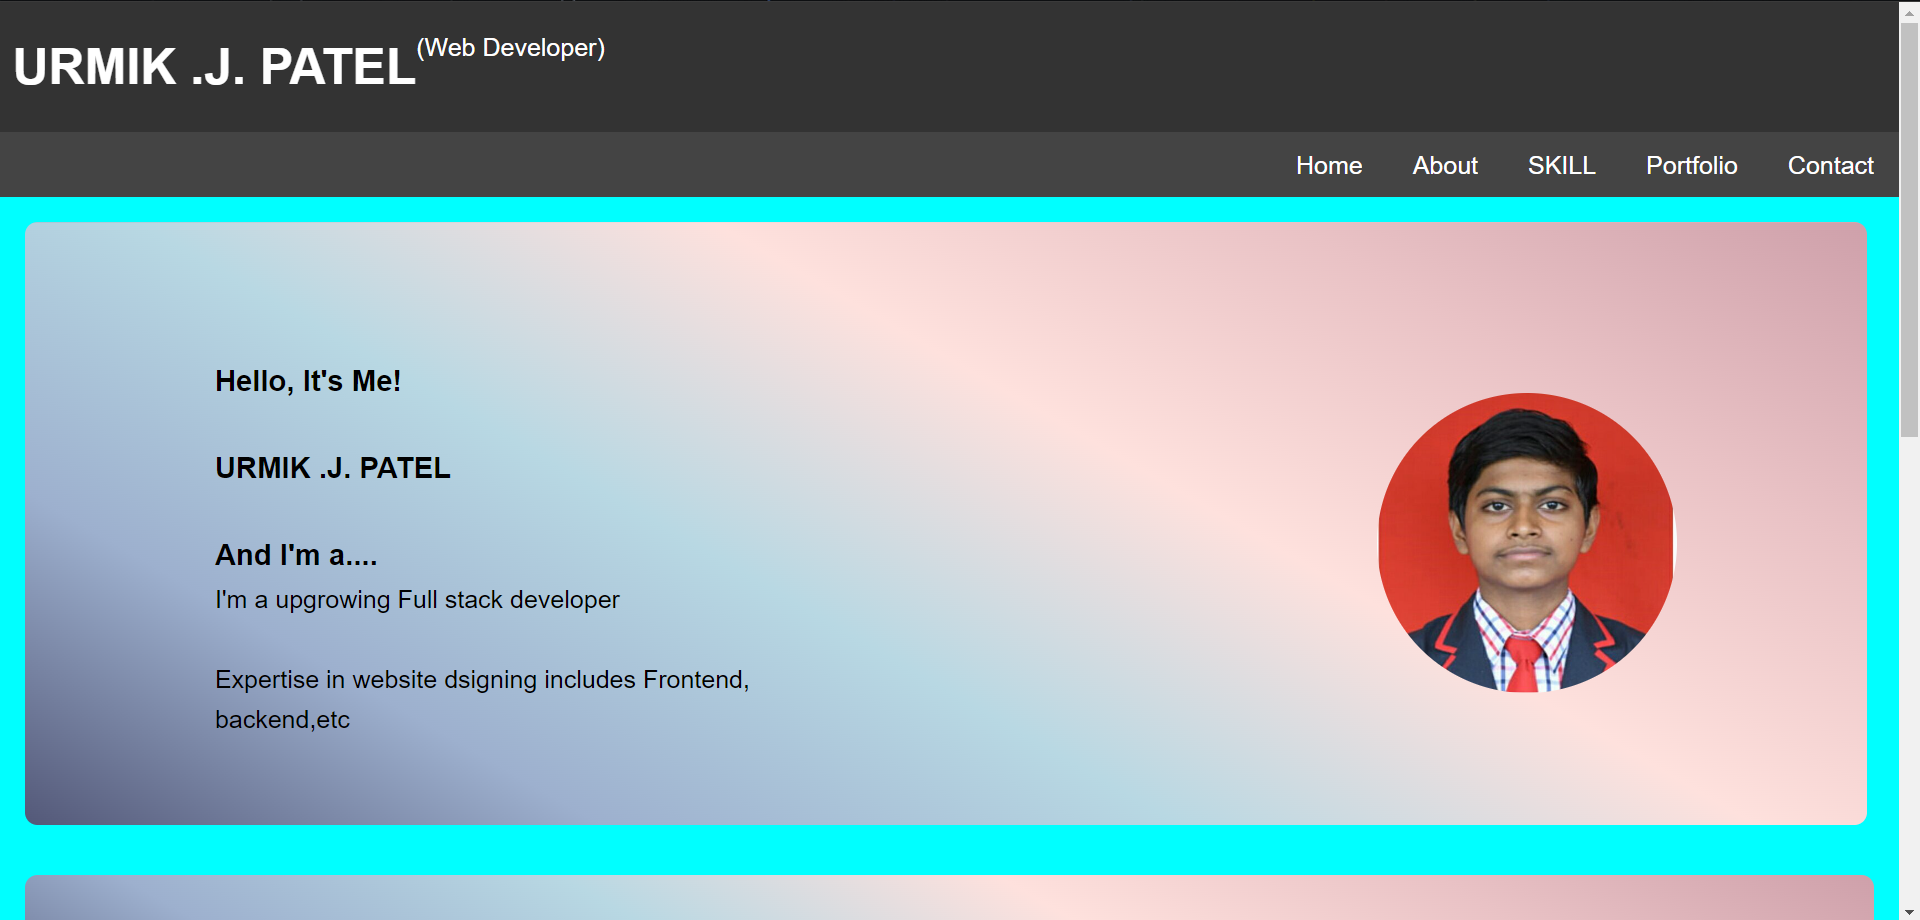 URMIK .J. PATEL(Web Developer)
Home About SKILL Portfolio Contact
Hello, It's Me!
URMIK .J. PATEL
And I'm a....
I'm a upgrowing Full stack developer
Expertise in website dsigning includes Frontend,
backend,etc